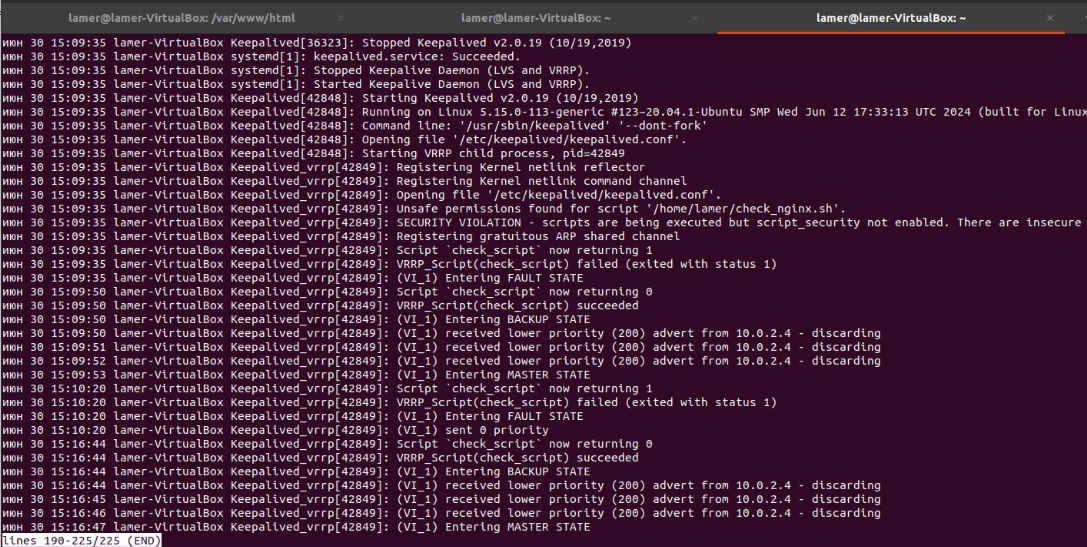 lamer@lamer-VirtualBox: /var/www/html × lamer@lamer-VirtualBox: ~ × lamer@lamer-VirtualBox: ~ ×
июн 30 15:09:35 lamer-VirtualBox Keepalived[36323]: Stopped Keepalived v2.0.19 (10/19,2019)
июн 30 15:09:35 lamer-VirtualBox systemd[1]: keepalived.service: Succeeded.
июн 30 15:09:35 lamer-VirtualBox systemd[1]: Stopped Keepalive Daemon (LVS and VRRP).
июн 30 15:09:35 lamer-VirtualBox systemd[1]: Started Keepalive Daemon (LVS and VRRP).
июн 30 15:09:35 lamer-VirtualBox Keepalived[42848]: Starting Keepalived v2.0.19 (10/19,2019)
июн 30 15:09:35 lamer-VirtualBox Keepalived[42848]: Running on Linux 5.15.0-113-generic #123~20.04.1-Ubuntu SMP Wed Jun 12 17:33:13 UTC 2024 (built for Linux
июн 30 15:09:35 lamer-VirtualBox Keepalived[42848]: Command line: '/usr/sbin/keepalived' '--dont-fork'
июн 30 15:09:35 lamer-VirtualBox Keepalived[42848]: Opening file '/etc/keepalived/keepalived.conf'.
июн 30 15:09:35 lamer-VirtualBox Keepalived[42848]: Starting VRRP child process, pid=42849
июн 30 15:09:35 lamer-VirtualBox Keepalived_vrrp[42849]: Registering Kernel netlink reflector
июн 30 15:09:35 lamer-VirtualBox Keepalived_vrrp[42849]: Registering Kernel netlink command channel
июн 30 15:09:35 lamer-VirtualBox Keepalived_vrrp[42849]: Opening file '/etc/keepalived/keepalived.conf'.
июн 30 15:09:35 lamer-VirtualBox Keepalived_vrrp[42849]: Unsafe permissions found for script '/home/lamer/check_nginx.sh'.
июн 30 15:09:35 lamer-VirtualBox Keepalived_vrrp[42849]: SECURITY VIOLATION - scripts are being executed but script_security not enabled. There are insecure
июн 30 15:09:35 lamer-VirtualBox Keepalived_vrrp[42849]: Registering gratuitous ARP shared channel
июн 30 15:09:35 lamer-VirtualBox Keepalived_vrrp[42849]: Script `check_script` now returning 1
июн 30 15:09:35 lamer-VirtualBox Keepalived_vrrp[42849]: VRRP_Script(check_script) failed (exited with status 1)
июн 30 15:09:35 lamer-VirtualBox Keepalived_vrrp[42849]: (VI_1) Entering FAULT STATE
июн 30 15:09:50 lamer-VirtualBox Keepalived_vrrp[42849]: Script `check_script` now returning 0
июн 30 15:09:50 lamer-VirtualBox Keepalived_vrrp[42849]: VRRP_Script(check_script) succeeded
июн 30 15:09:50 lamer-VirtualBox Keepalived_vrrp[42849]: (VI_1) Entering BACKUP STATE
июн 30 15:09:50 lamer-VirtualBox Keepalived_vrrp[42849]: (VI_1) received lower priority (200) advert from 10.0.2.4 - discarding
июн 30 15:09:51 lamer-VirtualBox Keepalived_vrrp[42849]: (VI_1) received lower priority (200) advert from 10.0.2.4 - discarding
июн 30 15:09:52 lamer-VirtualBox Keepalived_vrrp[42849]: (VI_1) received lower priority (200) advert from 10.0.2.4 - discarding
июн 30 15:09:53 lamer-VirtualBox Keepalived_vrrp[42849]: (VI_1) Entering MASTER STATE
июн 30 15:10:20 lamer-VirtualBox Keepalived_vrrp[42849]: Script `check_script` now returning 1
июн 30 15:10:20 lamer-VirtualBox Keepalived_vrrp[42849]: VRRP_Script(check_script) failed (exited with status 1)
июн 30 15:10:20 lamer-VirtualBox Keepalived_vrrp[42849]: (VI_1) Entering FAULT STATE
июн 30 15:10:20 lamer-VirtualBox Keepalived_vrrp[42849]: (VI_1) sent 0 priority
июн 30 15:16:44 lamer-VirtualBox Keepalived_vrrp[42849]: Script `check_script` now returning 0
июн 30 15:16:44 lamer-VirtualBox Keepalived_vrrp[42849]: VRRP_Script(check_script) succeeded
июн 30 15:16:44 lamer-VirtualBox Keepalived_vrrp[42849]: (VI_1) Entering BACKUP STATE
июн 30 15:16:44 lamer-VirtualBox Keepalived_vrrp[42849]: (VI_1) received lower priority (200) advert from 10.0.2.4 - discarding
июн 30 15:16:45 lamer-VirtualBox Keepalived_vrrp[42849]: (VI_1) received lower priority (200) advert from 10.0.2.4 - discarding
июн 30 15:16:46 lamer-VirtualBox Keepalived_vrrp[42849]: (VI_1) received lower priority (200) advert from 10.0.2.4 - discarding
июн 30 15:16:47 lamer-VirtualBox Keepalived_vrrp[42849]: (VI_1) Entering MASTER STATE
lines 190-225/225 (END)